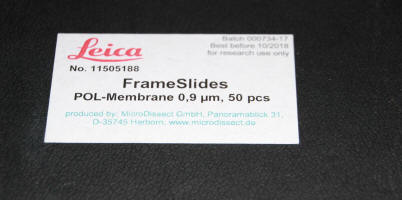 Leica
Batch 000734-17
Best before 10/2018
for research use only
No. 11505188
FrameSlides
POL-Membrane 0,9 µm, 50 pcs
produced by: MicroDissect GmbH, Panoramablick 31,
D-35745 Herborn, www.microdissect.de